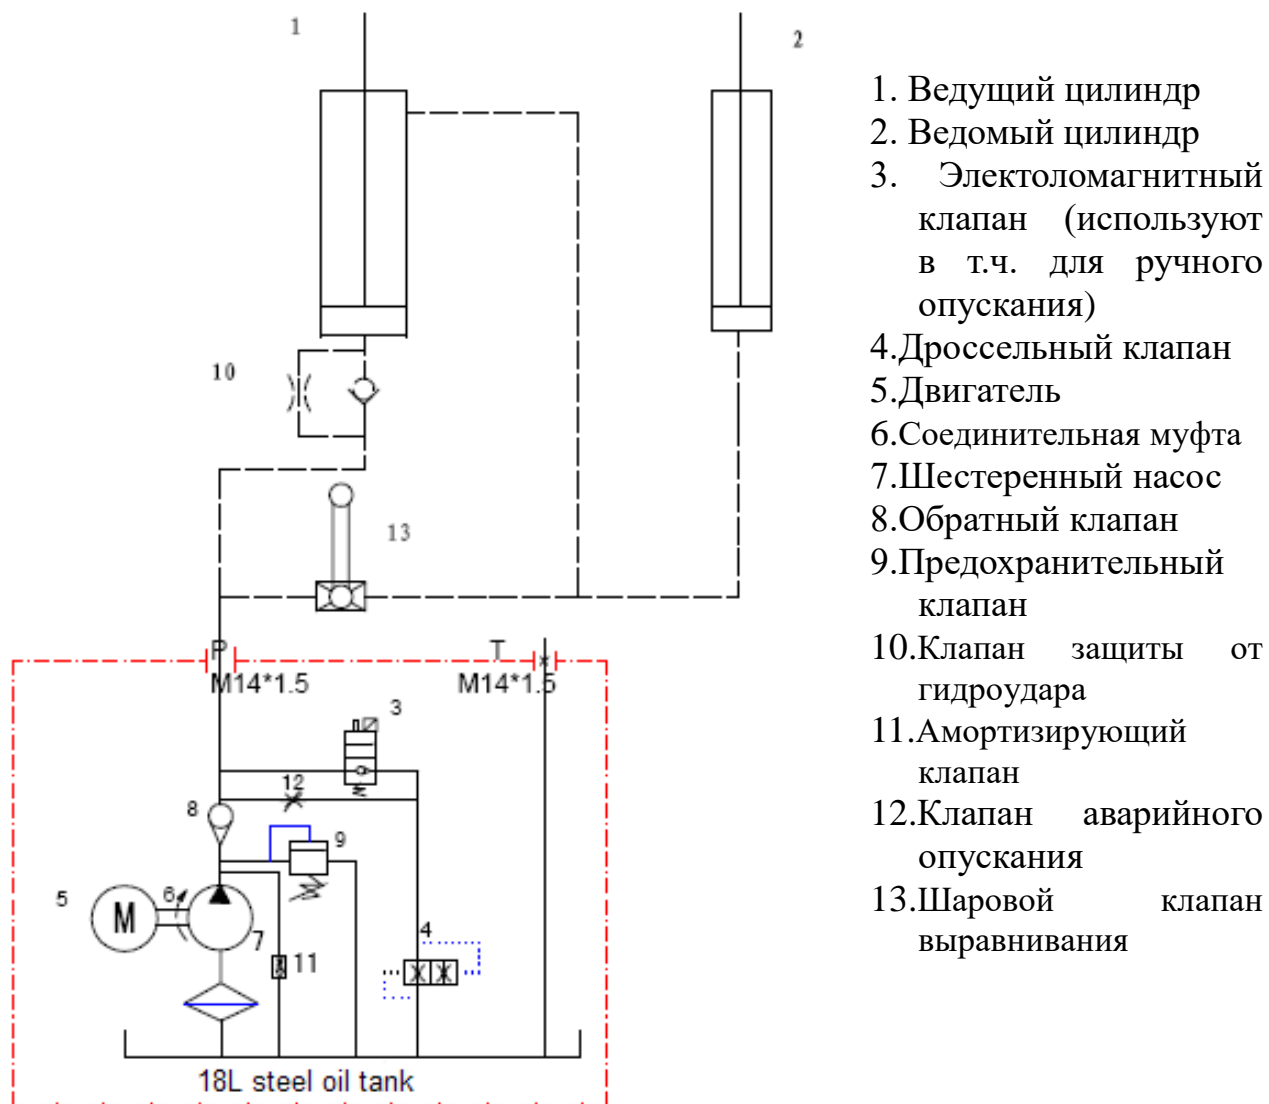 1
2
10
13
P
T
M14*1.5
M14*1.5
3
12
8
9
5
6
M
7
11
4
18L steel oil tank
1. Ведущий цилиндр
2. Ведомый цилиндр
3. Электоломагнитный
клапан (используют
в т.ч. для ручного
опускания)
4.Дроссельный клапан
5.Двигатель
6.Соединительная муфта
7.Шестеренный насос
8.Обратный клапан
9.Предохранительный
клапан
10.Клапан защиты от
гидроудара
11.Амортизирующий
клапан
12.Клапан аварийного
опускания
13.Шаровой клапан
выравнивания